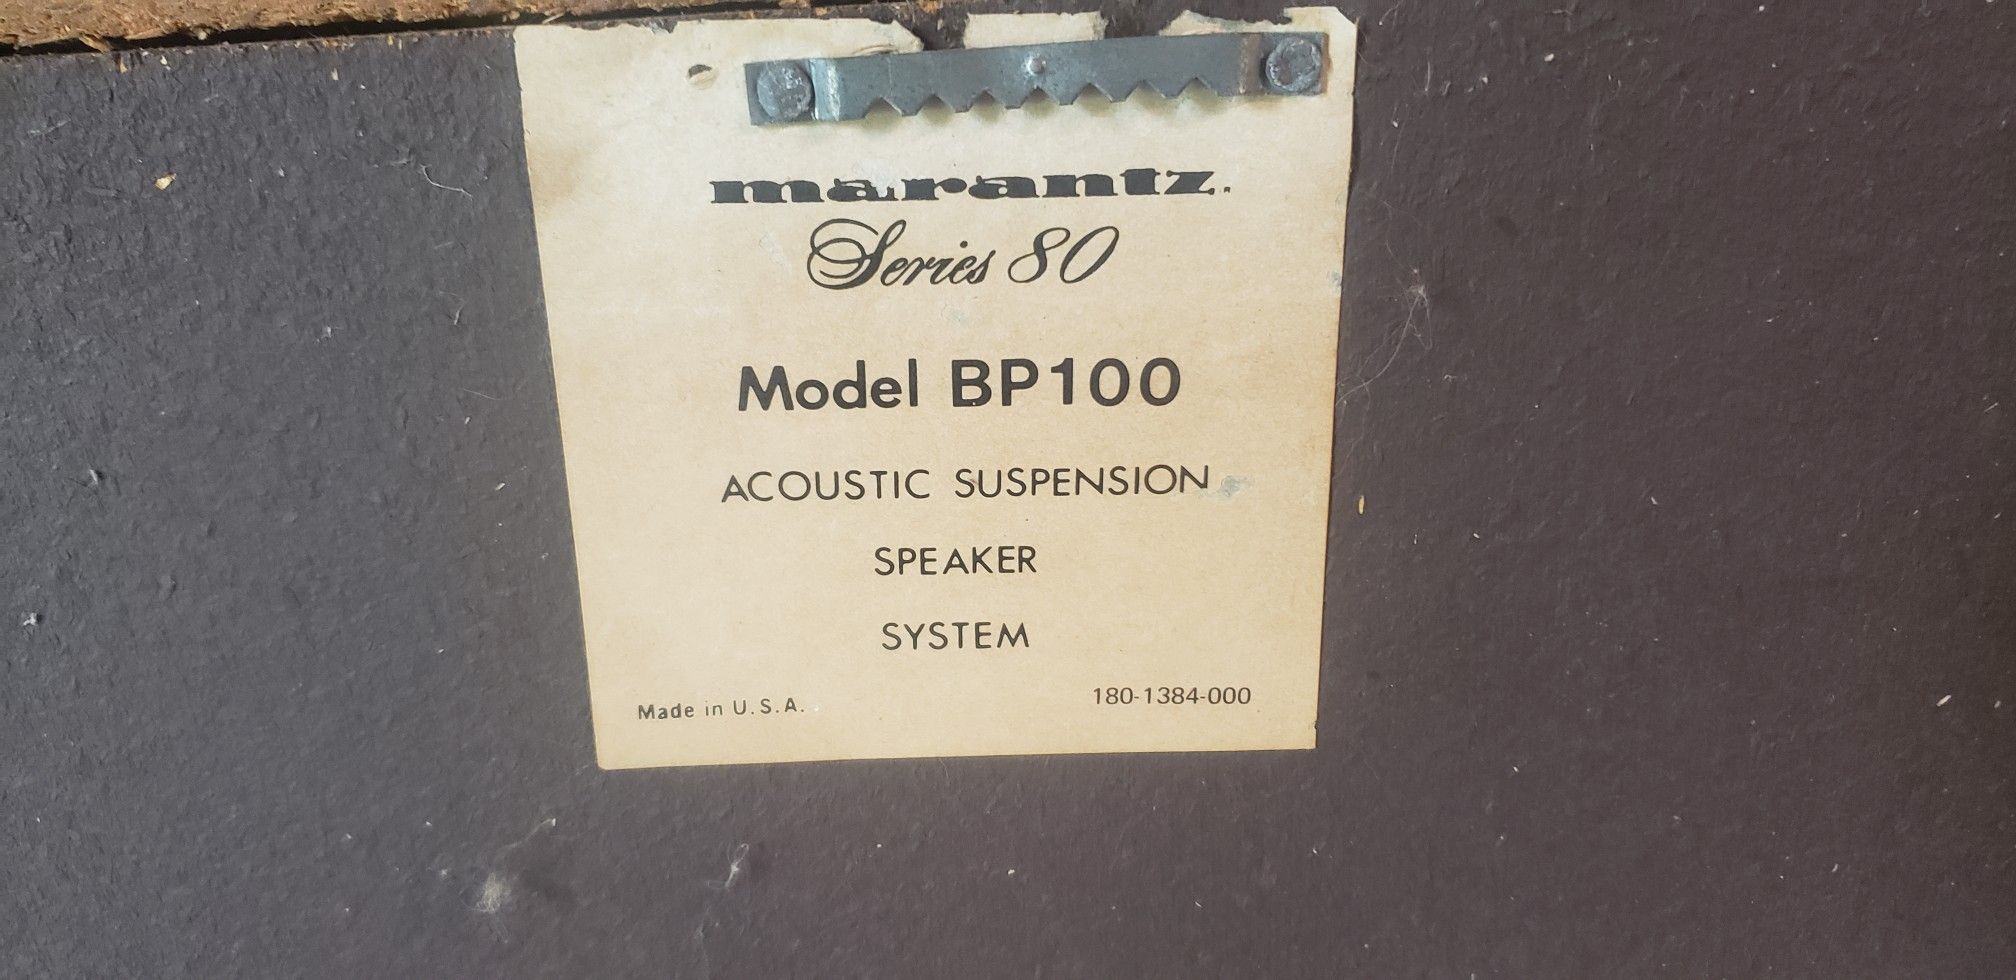 marantz.
Series 80
Model BP100
ACOUSTIC SUSPENSION
SPEAKER
SYSTEM
Made in U.S.A.
180-1384-000